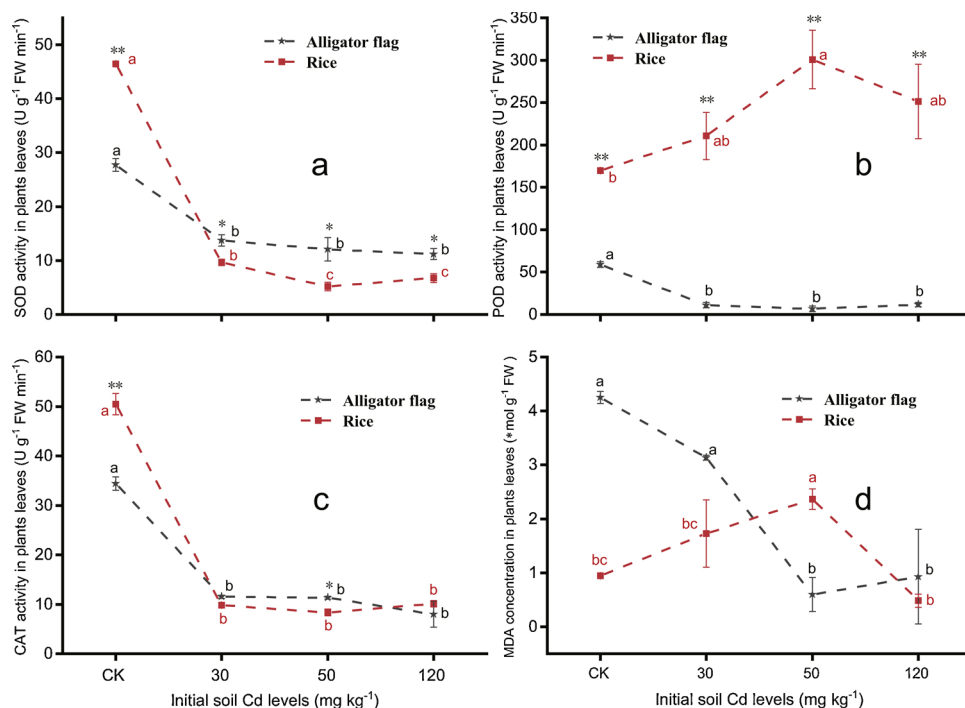 SOD activity in plants leaves (U g⁻¹ FW min⁻¹)
50
40
30
20
10
0
Alligator flag
Rice
** a
a
* b
b
* b
c
* b
c
a
POD activity in plants leaves (U g⁻¹ FW min⁻¹)
350
300
250
200
150
100
50
0
Alligator flag
Rice
**
b
**
ab
**
a
**
ab
a
b
b
b
b
CAT activity in plants leaves (U g⁻¹ FW min⁻¹)
60
50
40
30
20
10
0
Alligator flag
Rice
**
a
a
b
b
* b
b
b
b
c
CK
30
50
120
Initial soil Cd levels (mg kg⁻¹)
MDA concentration in plants leaves (*mol g⁻¹ FW)
5
4
3
2
1
0
Alligator flag
Rice
a
a
bc
bc
a
b
b
b
d
CK
30
50
120
Initial soil Cd levels (mg kg⁻¹)